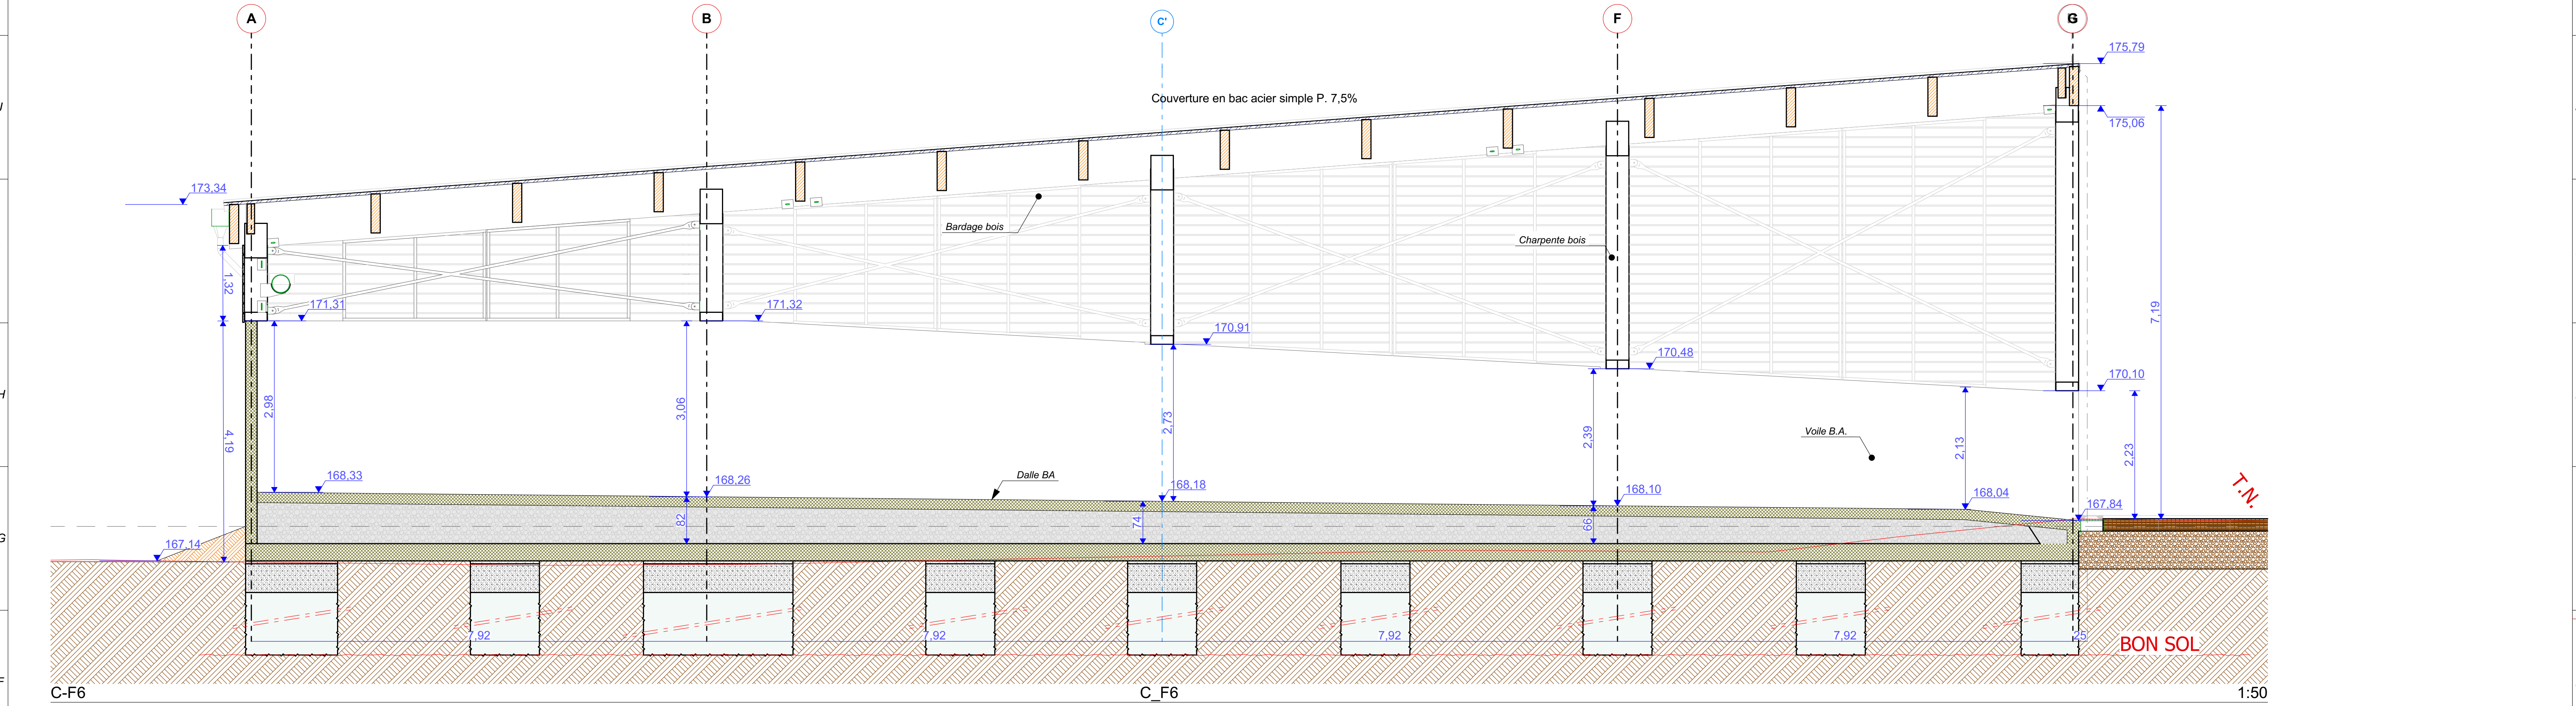 A
B
C'
F
G
175,79
J
Couverture en bac acier simple P. 7,5%
175,06
173,34
Bardage bois
Charpente bois
1,32
171,31
171,32
7,19
170,91
170,48
170,10
H
2,98
3,06
2,73
2,39
4,19
Voile B.A.
2,13
2,23
168,33
Dalle BA
168,26
168,18
168,10
168,04
T.N.
167,84
82
74
66
G
167,14
7,92
7,92
7,92
7,92
25
BON SOL
F
C-F6
C_F6
1:50